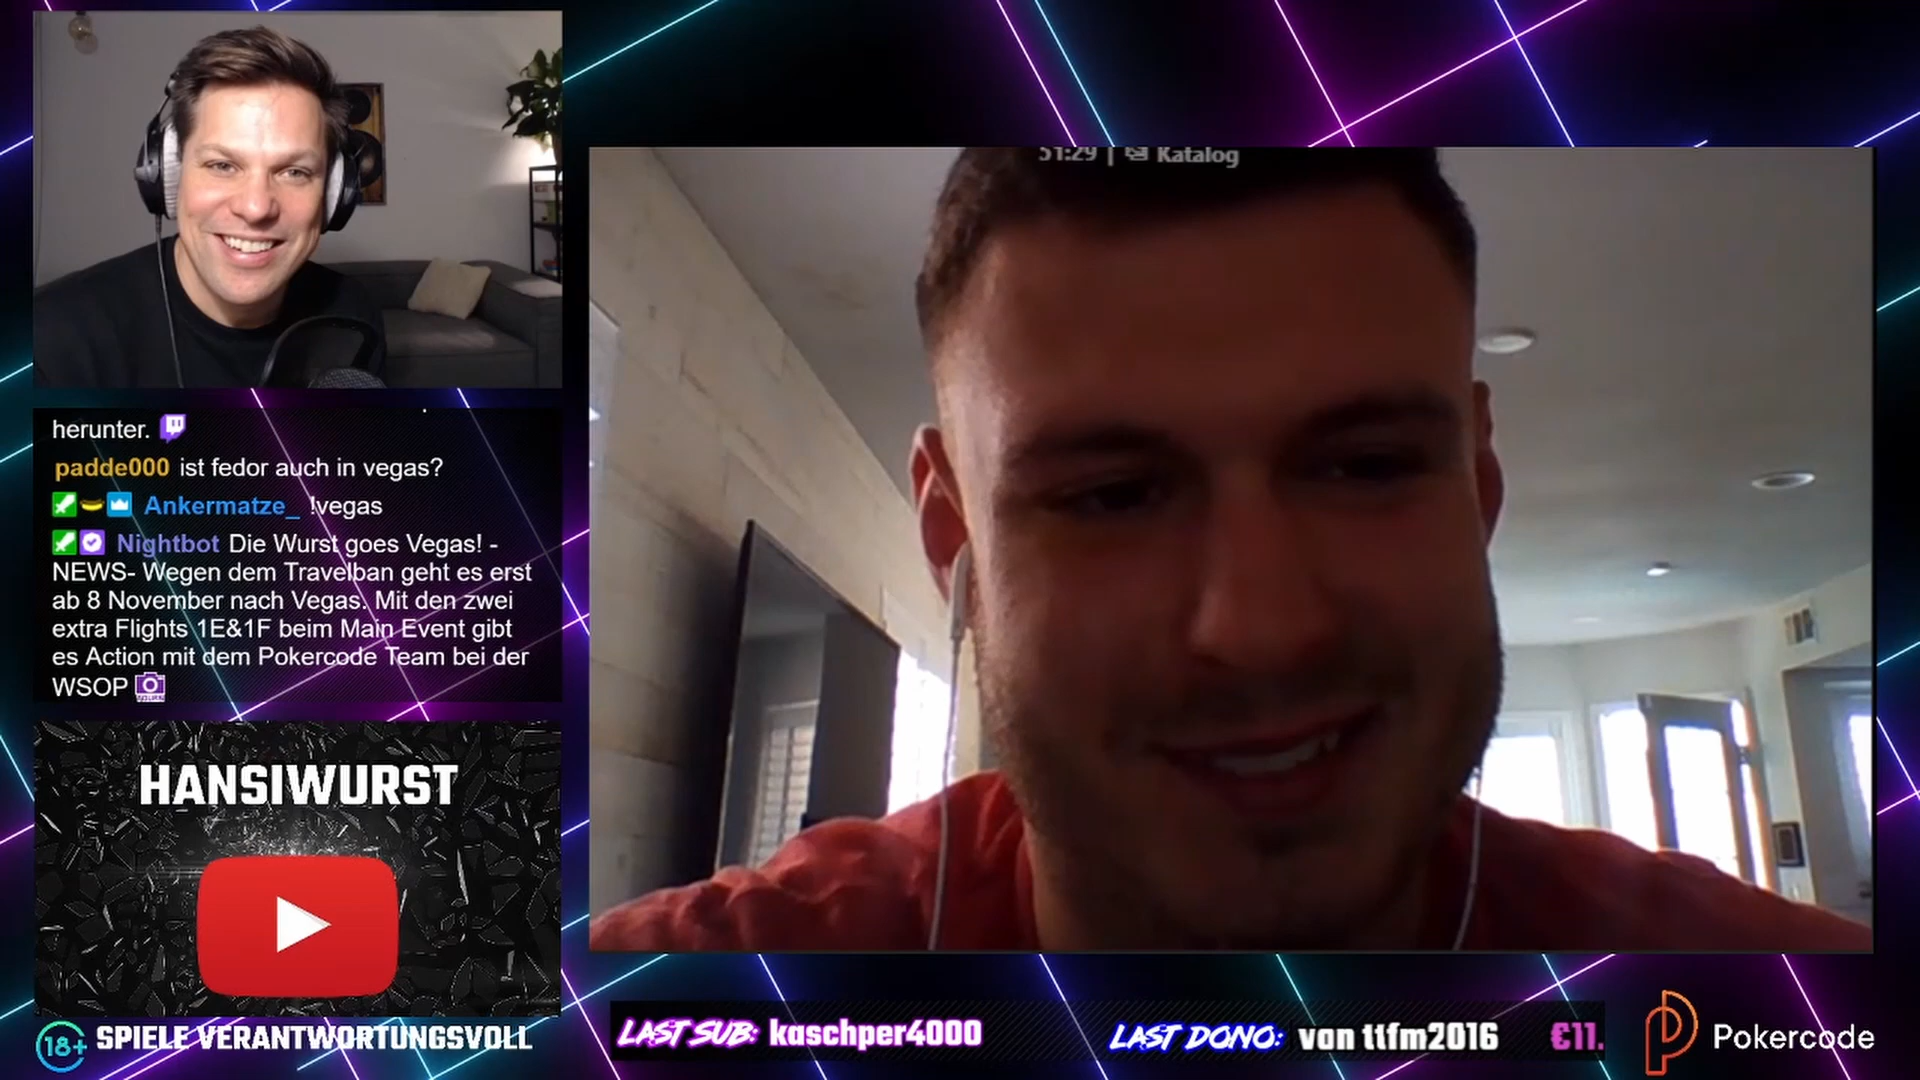 51:29 | Katalog
herunter.
padde000 ist fedor auch in vegas?
Ankermatze_ !vegas
Nightbot Die Wurst goes Vegas! -
NEWS- Wegen dem Travelban geht es erst
ab 8 November nach Vegas. Mit den zwei
extra Flights 1E&1F beim Main Event gibt
es Action mit dem Pokercode Team bei der
WSOP
HANSIWURST
18+ SPIELE VERANTWORTUNGSVOLL
LAST SUB: kaschper4000
LAST DONO: von ttfm2016 €11.
Pokercode